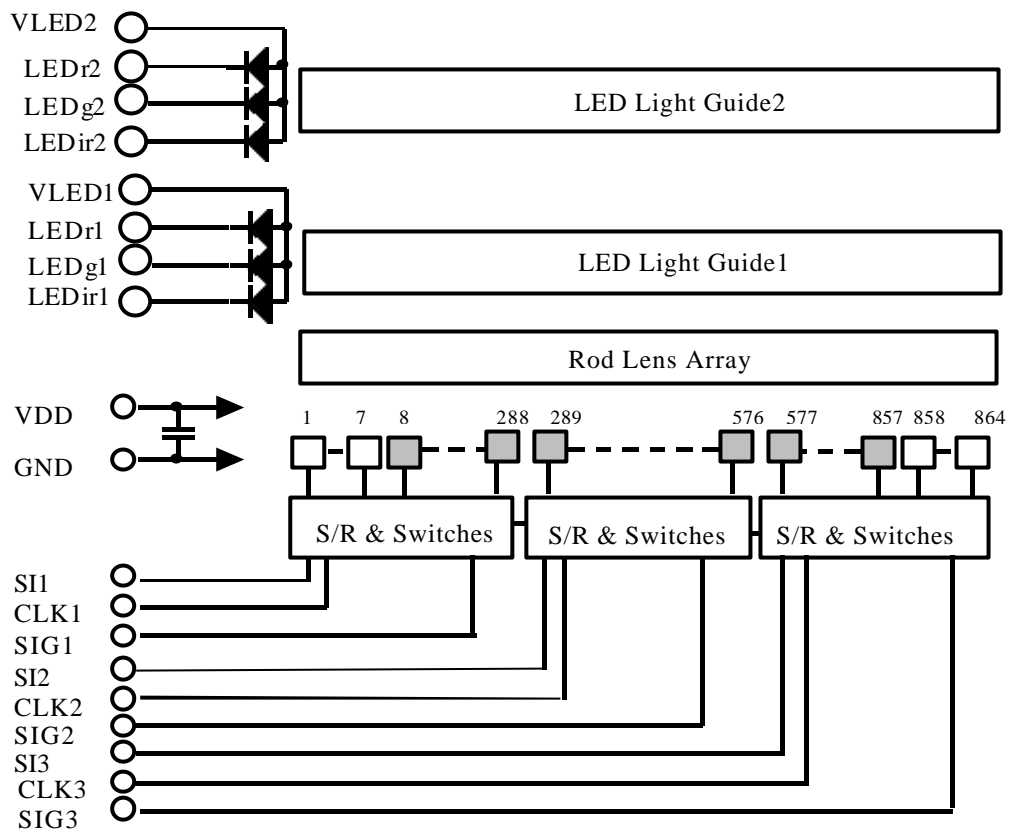 VLED2
LEDr2
LEDg2
LEDir2
LED Light Guide2
VLED1
LEDr1
LEDg1
LEDir1
LED Light Guide1
Rod Lens Array
VDD
GND
1 7 8 288 289 576 577 857 858 864
S/R & Switches S/R & Switches S/R & Switches
SI1
CLK1
SIG1
SI2
CLK2
SIG2
SI3
CLK3
SIG3